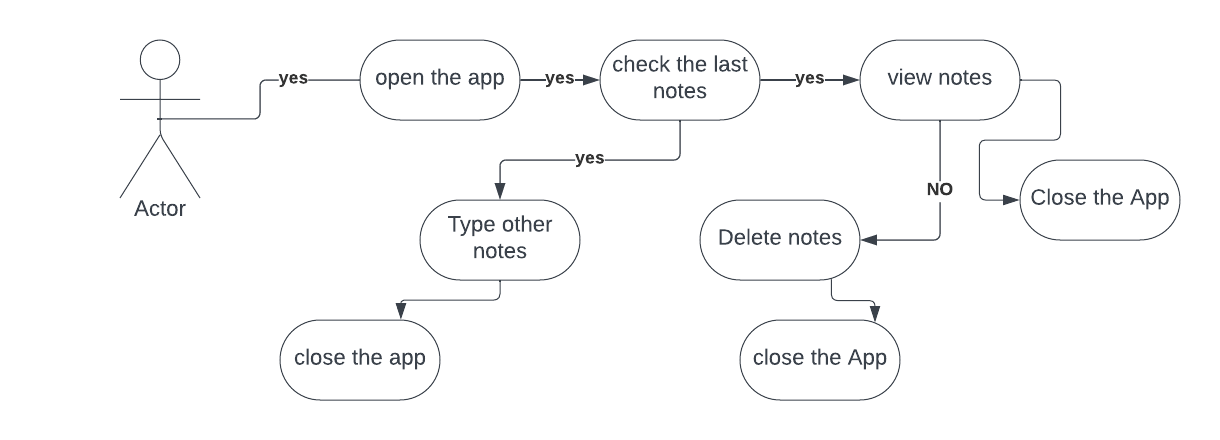 yes
open the app
yes
check the last
notes
yes
view notes
yes
NO
Close the App
Actor
Type other
notes
Delete notes
close the app
close the App